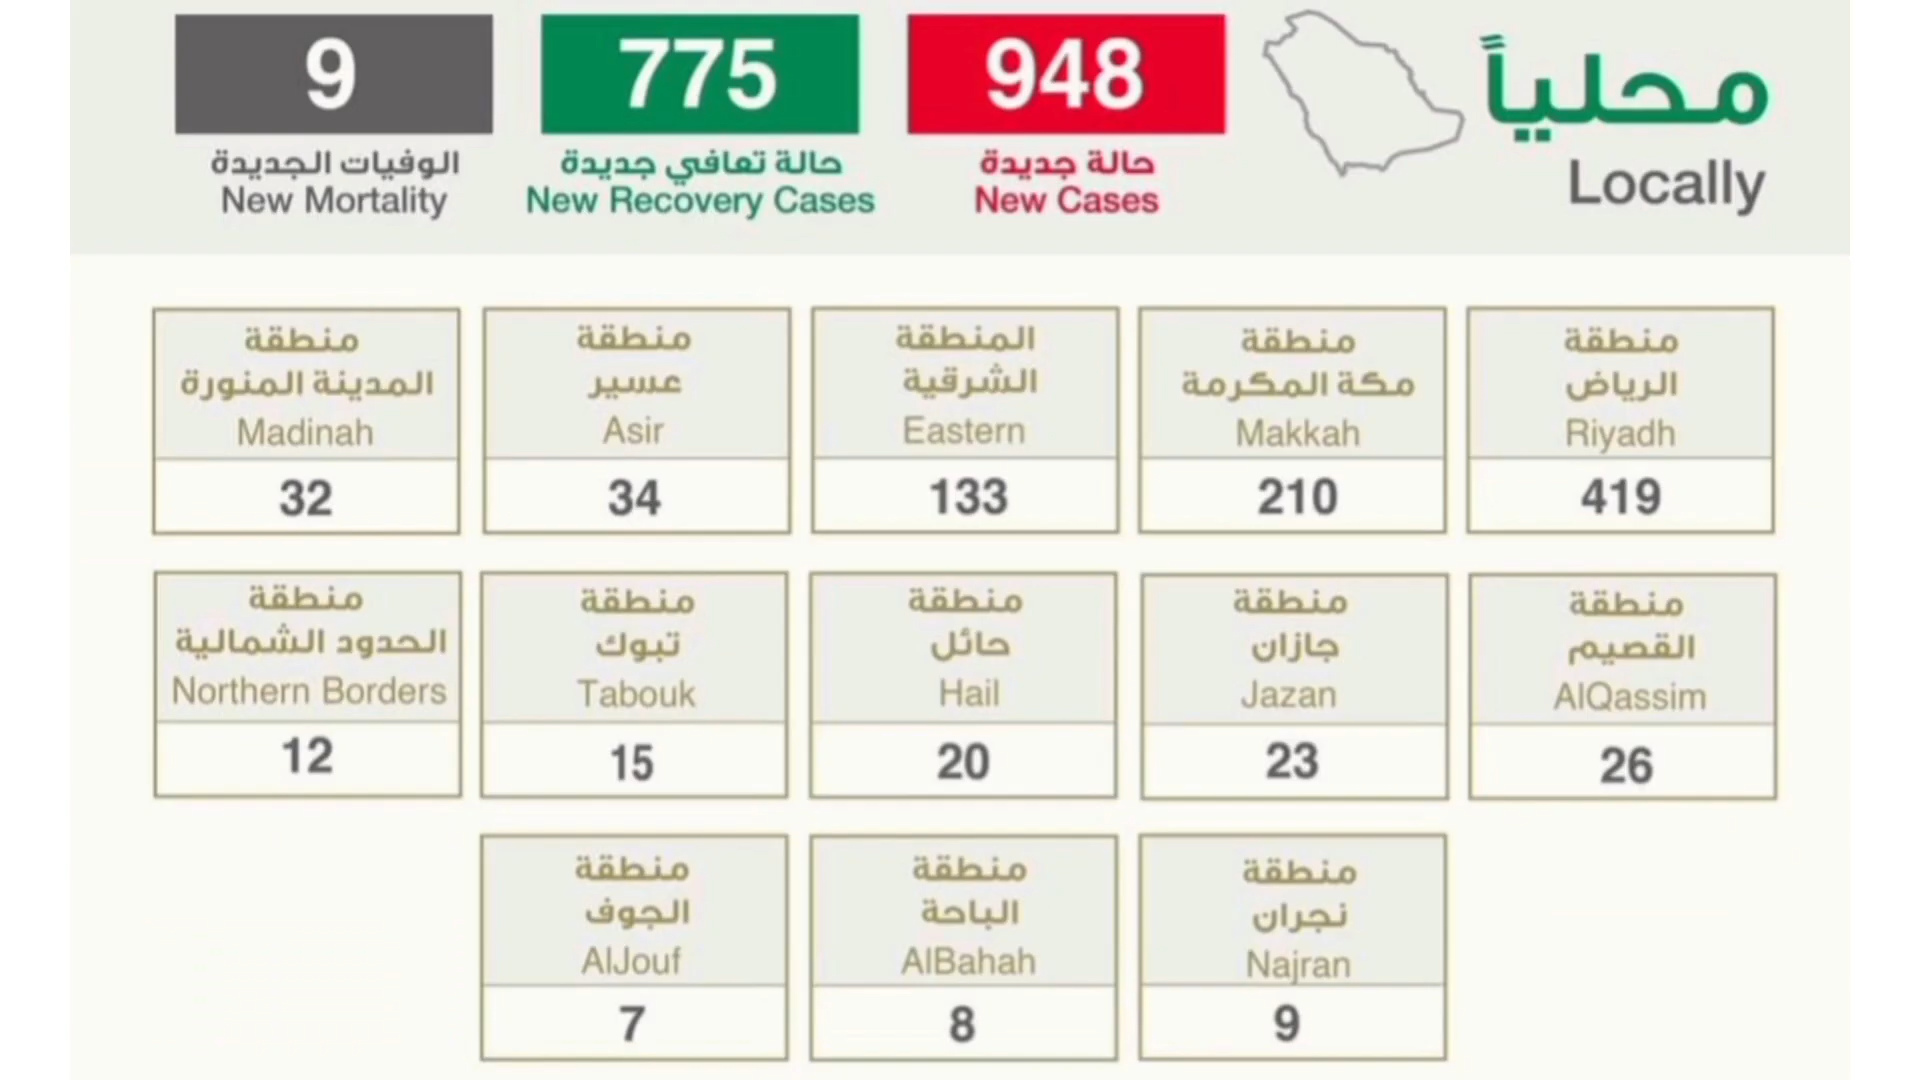 محلياً
Locally
948
حالة جديدة
New Cases
775
حالة تعافي جديدة
New Recovery Cases
9
الوفيات الجديدة
New Mortality
منطقة
الرياض
Riyadh
419
منطقة
مكة المكرمة
Makkah
210
المنطقة
الشرقية
Eastern
133
منطقة
عسير
Asir
34
منطقة
المدينة المنورة
Madinah
32
منطقة
القصيم
AlQassim
26
منطقة
جازان
Jazan
23
منطقة
حائل
Hail
20
منطقة
تبوك
Tabouk
15
منطقة
الحدود الشمالية
Northern Borders
12
منطقة
نجران
Najran
9
منطقة
الباحة
AlBahah
8
منطقة
الجوف
AlJouf
7